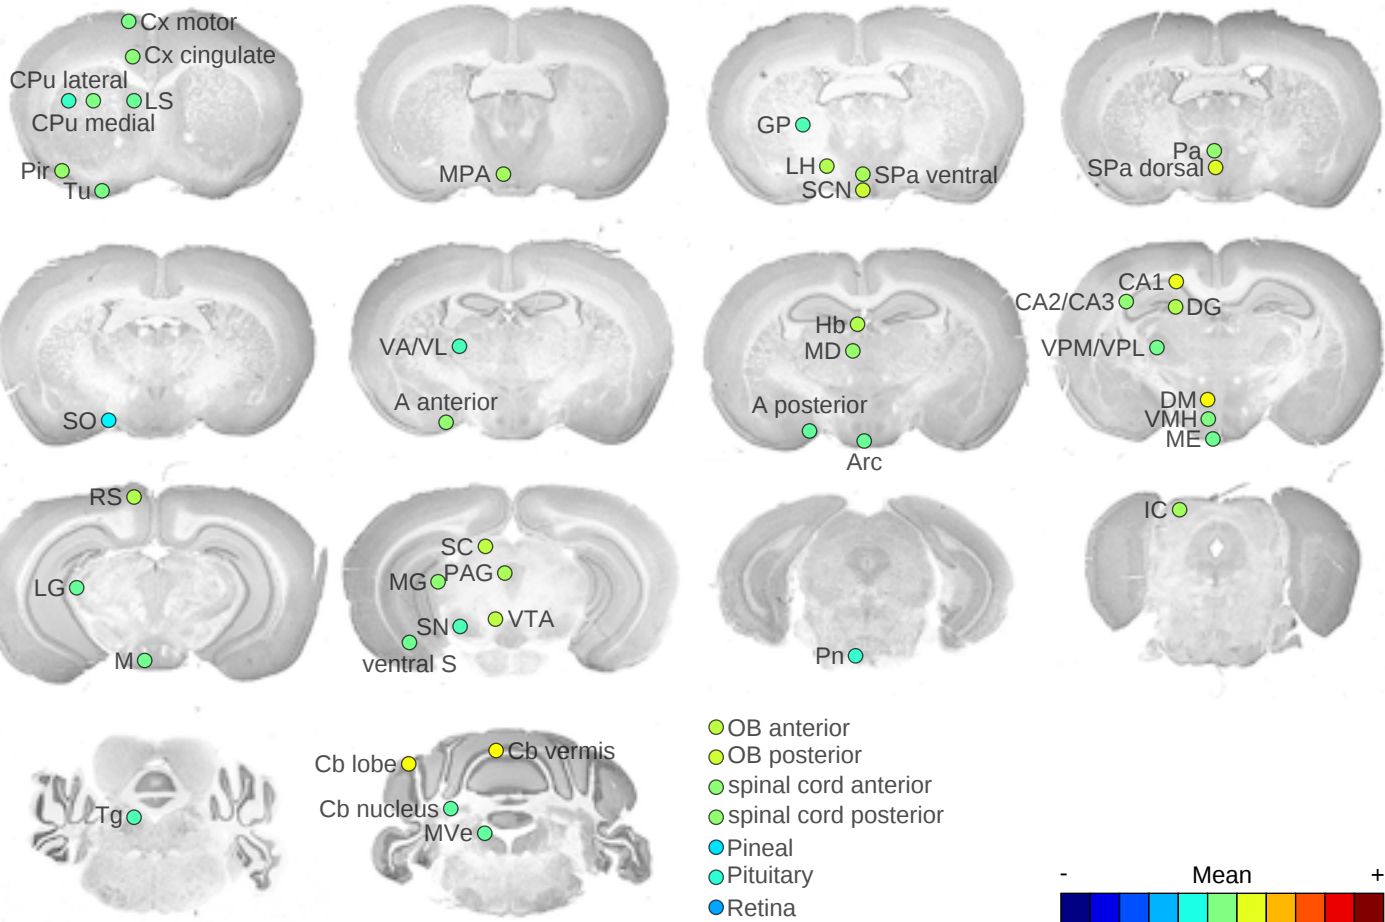 Cx motor
Cx cingulate
CPu lateral
LS
CPu medial
Pir
Tu
MPA
GP
LH
SPa ventral
SCN
Pa
SPa dorsal
SO
VA/VL
A anterior
Hb
MD
A posterior
Arc
CA1
CA2/CA3
DG
VPM/VPL
DM
VMH
ME
RS
LG
M
SC
PAG
MG
VTA
SN
ventral S
Pn
IC
Tg
Cb vermis
Cb lobe
Cb nucleus
MVe
OB anterior
OB posterior
spinal cord anterior
spinal cord posterior
Pineal
Pituitary
Retina
- Mean +